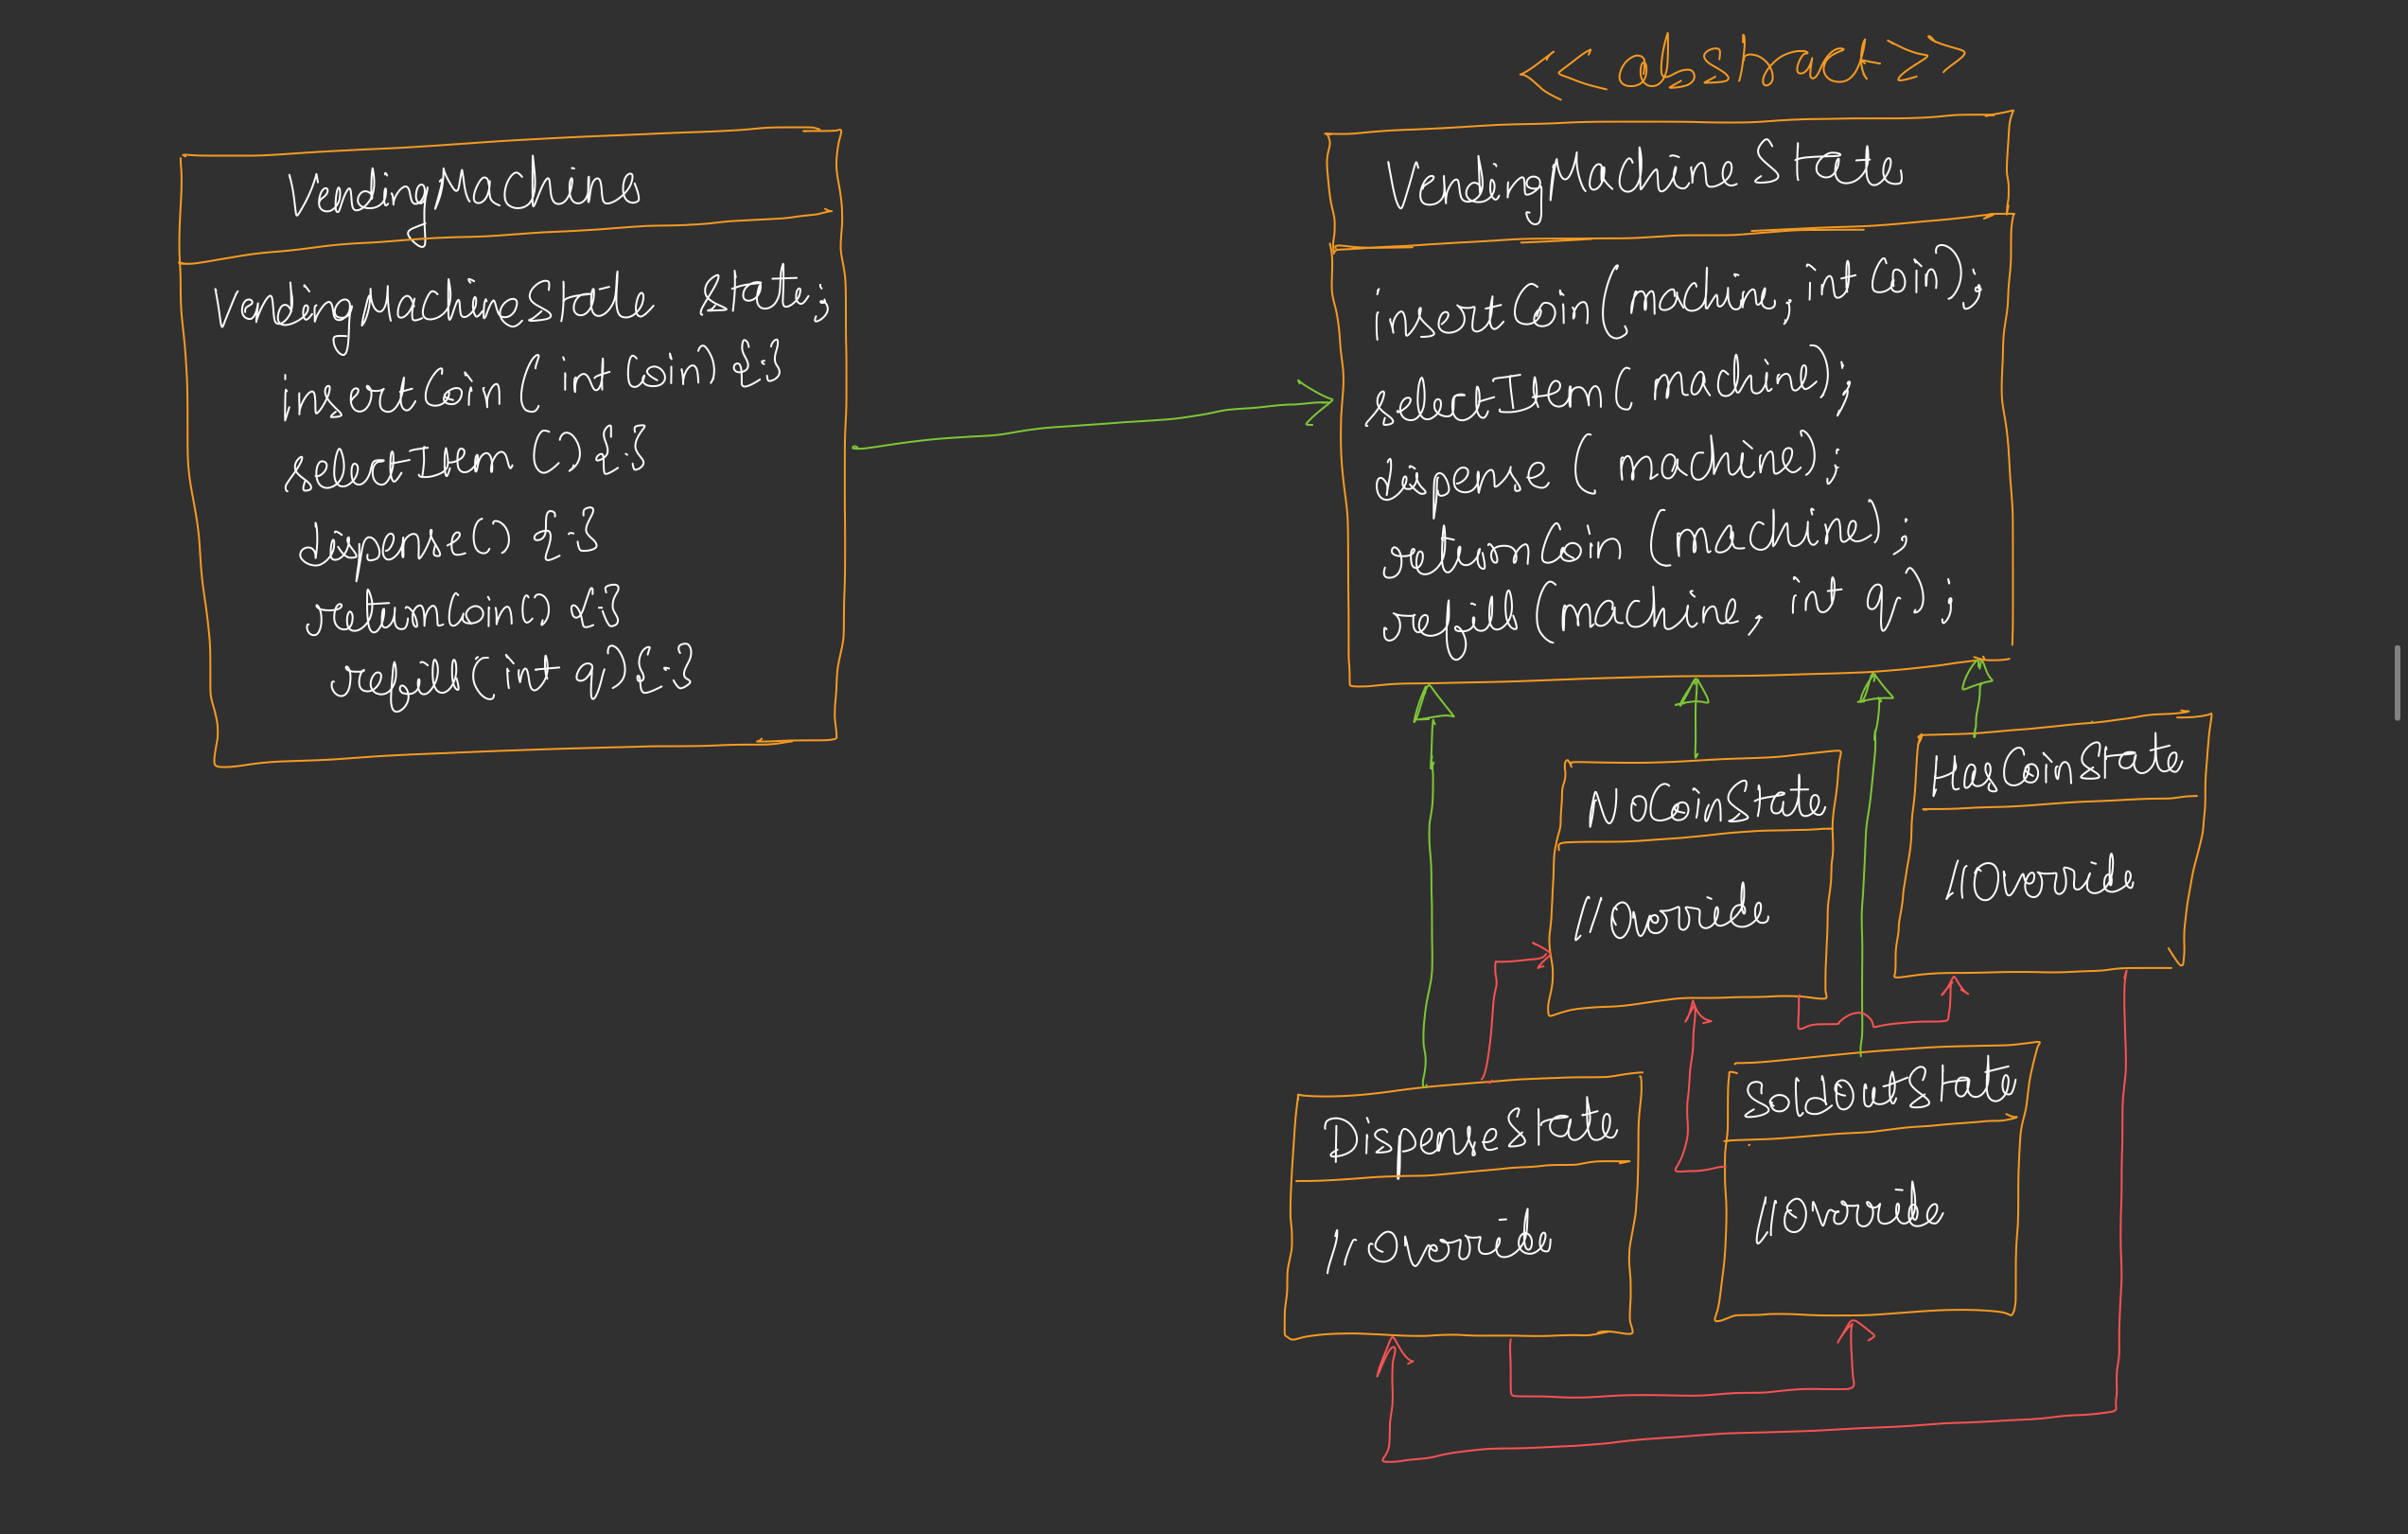 <<abstract>>
VendingMachine
VendingMachineState state;
insertCoin(int Coin) {:}
selectItem() {:}
dispense() {:}
returnCoin() {:}
refill(int q) {:}
VendingMachineState
insertCoin(machine, int Coin);
selectItem(machine);
dispense(machine);
returnCoin(machine);
refill(machine, int q);
NoCoinState
//Override
HasCoinState
//Override
DispenseState
//Override
SoldOutState
//Override